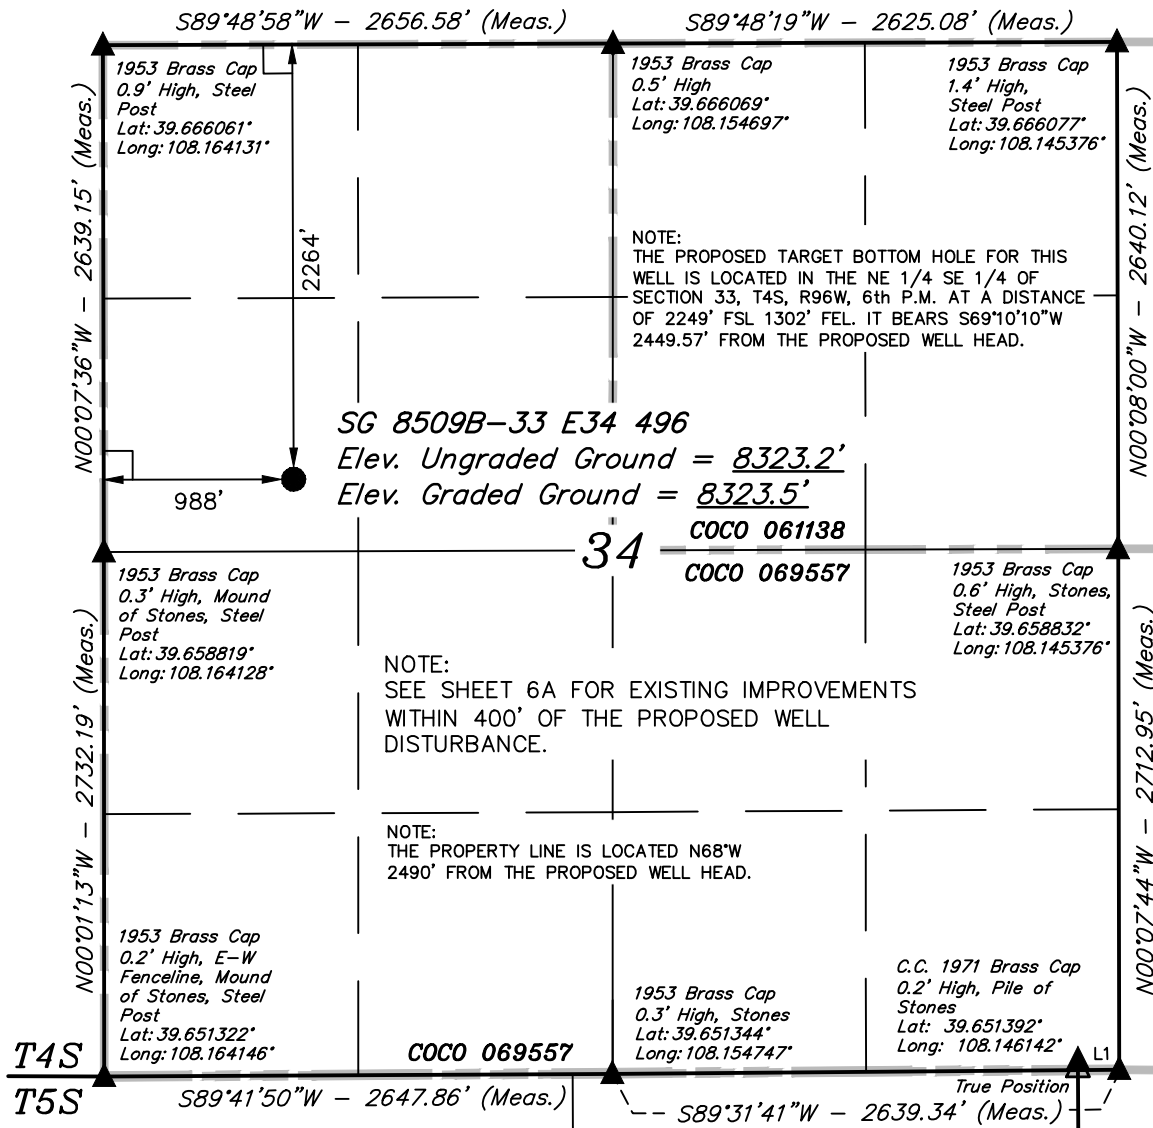 S89°48'58"W - 2656.58' (Meas.)
S89°48'19"W - 2625.08' (Meas.)
1953 Brass Cap
0.9' High, Steel
Post
Lat: 39.666061°
Long: 108.164131°
1953 Brass Cap
0.5' High
Lat: 39.666069°
Long: 108.154697°
1953 Brass Cap
1.4' High,
Steel Post
Lat: 39.666077°
Long: 108.145376°
N00°07'36"W - 2639.15' (Meas.)
2264'
N00°08'00"W - 2640.12' (Meas.)
NOTE:
THE PROPOSED TARGET BOTTOM HOLE FOR THIS
WELL IS LOCATED IN THE NE 1/4 SE 1/4 OF
SECTION 33, T4S, R96W, 6th P.M. AT A DISTANCE
OF 2249' FSL 1302' FEL. IT BEARS S69°10'10"W
2449.57' FROM THE PROPOSED WELL HEAD.
SG 8509B-33 E34 496
Elev. Ungraded Ground = 8323.2'
Elev. Graded Ground = 8323.5'
988'
COCO 061138
34
COCO 069557
1953 Brass Cap
0.3' High, Mound
of Stones, Steel
Post
Lat: 39.658819°
Long: 108.164128°
1953 Brass Cap
0.6' High, Stones,
Steel Post
Lat: 39.658832°
Long: 108.145376°
N00°01'13"W - 2732.19' (Meas.)
NOTE:
SEE SHEET 6A FOR EXISTING IMPROVEMENTS
WITHIN 400' OF THE PROPOSED WELL
DISTURBANCE.
N00°07'44"W - 2712.95' (Meas.)
NOTE:
THE PROPERTY LINE IS LOCATED N68°W
2490' FROM THE PROPOSED WELL HEAD.
1953 Brass Cap
0.2' High, E-W
Fenceline, Mound
of Stones, Steel
Post
Lat: 39.651322°
Long: 108.164146°
COCO 069557
1953 Brass Cap
0.3' High, Stones
Lat: 39.651344°
Long: 108.154747°
C.C. 1971 Brass Cap
0.2' High, Pile of
Stones
Lat: 39.651392°
Long: 108.146142°
L1
T4S
T5S
True Position
S89°41'50"W - 2647.86' (Meas.)
S89°31'41"W - 2639.34' (Meas.)